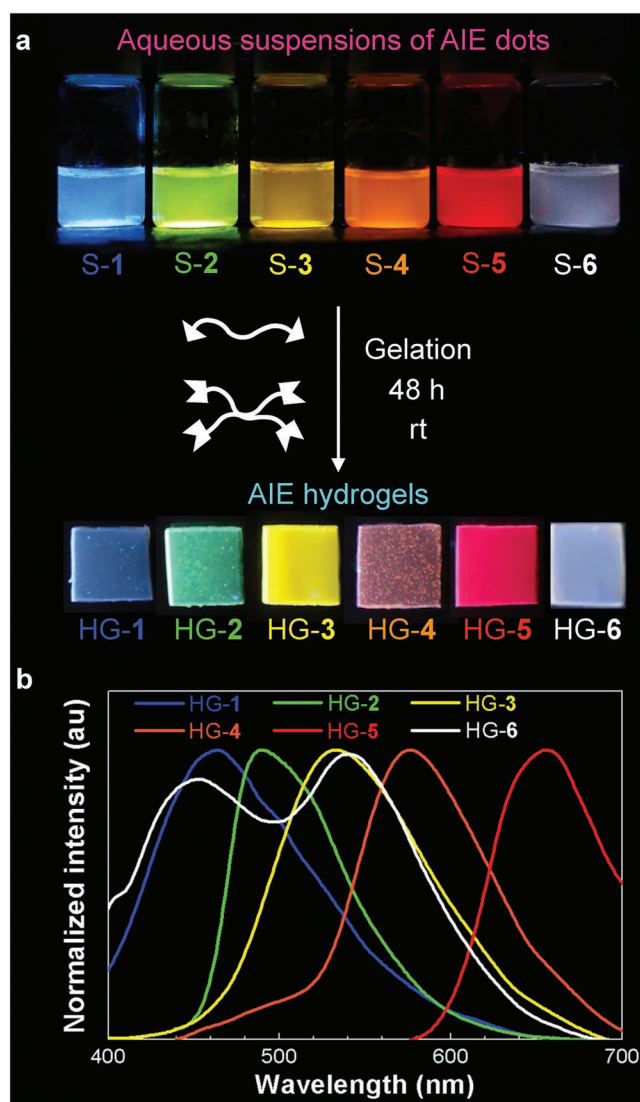 a
Aqueous suspensions of AIE dots
S-1 S-2 S-3 S-4 S-5 S-6
Gelation
48 h
rt
AIE hydrogels
HG-1 HG-2 HG-3 HG-4 HG-5 HG-6
b
HG-1 HG-2 HG-3
HG-4 HG-5 HG-6
Normalized intensity (au)
400 500 600 700
Wavelength (nm)